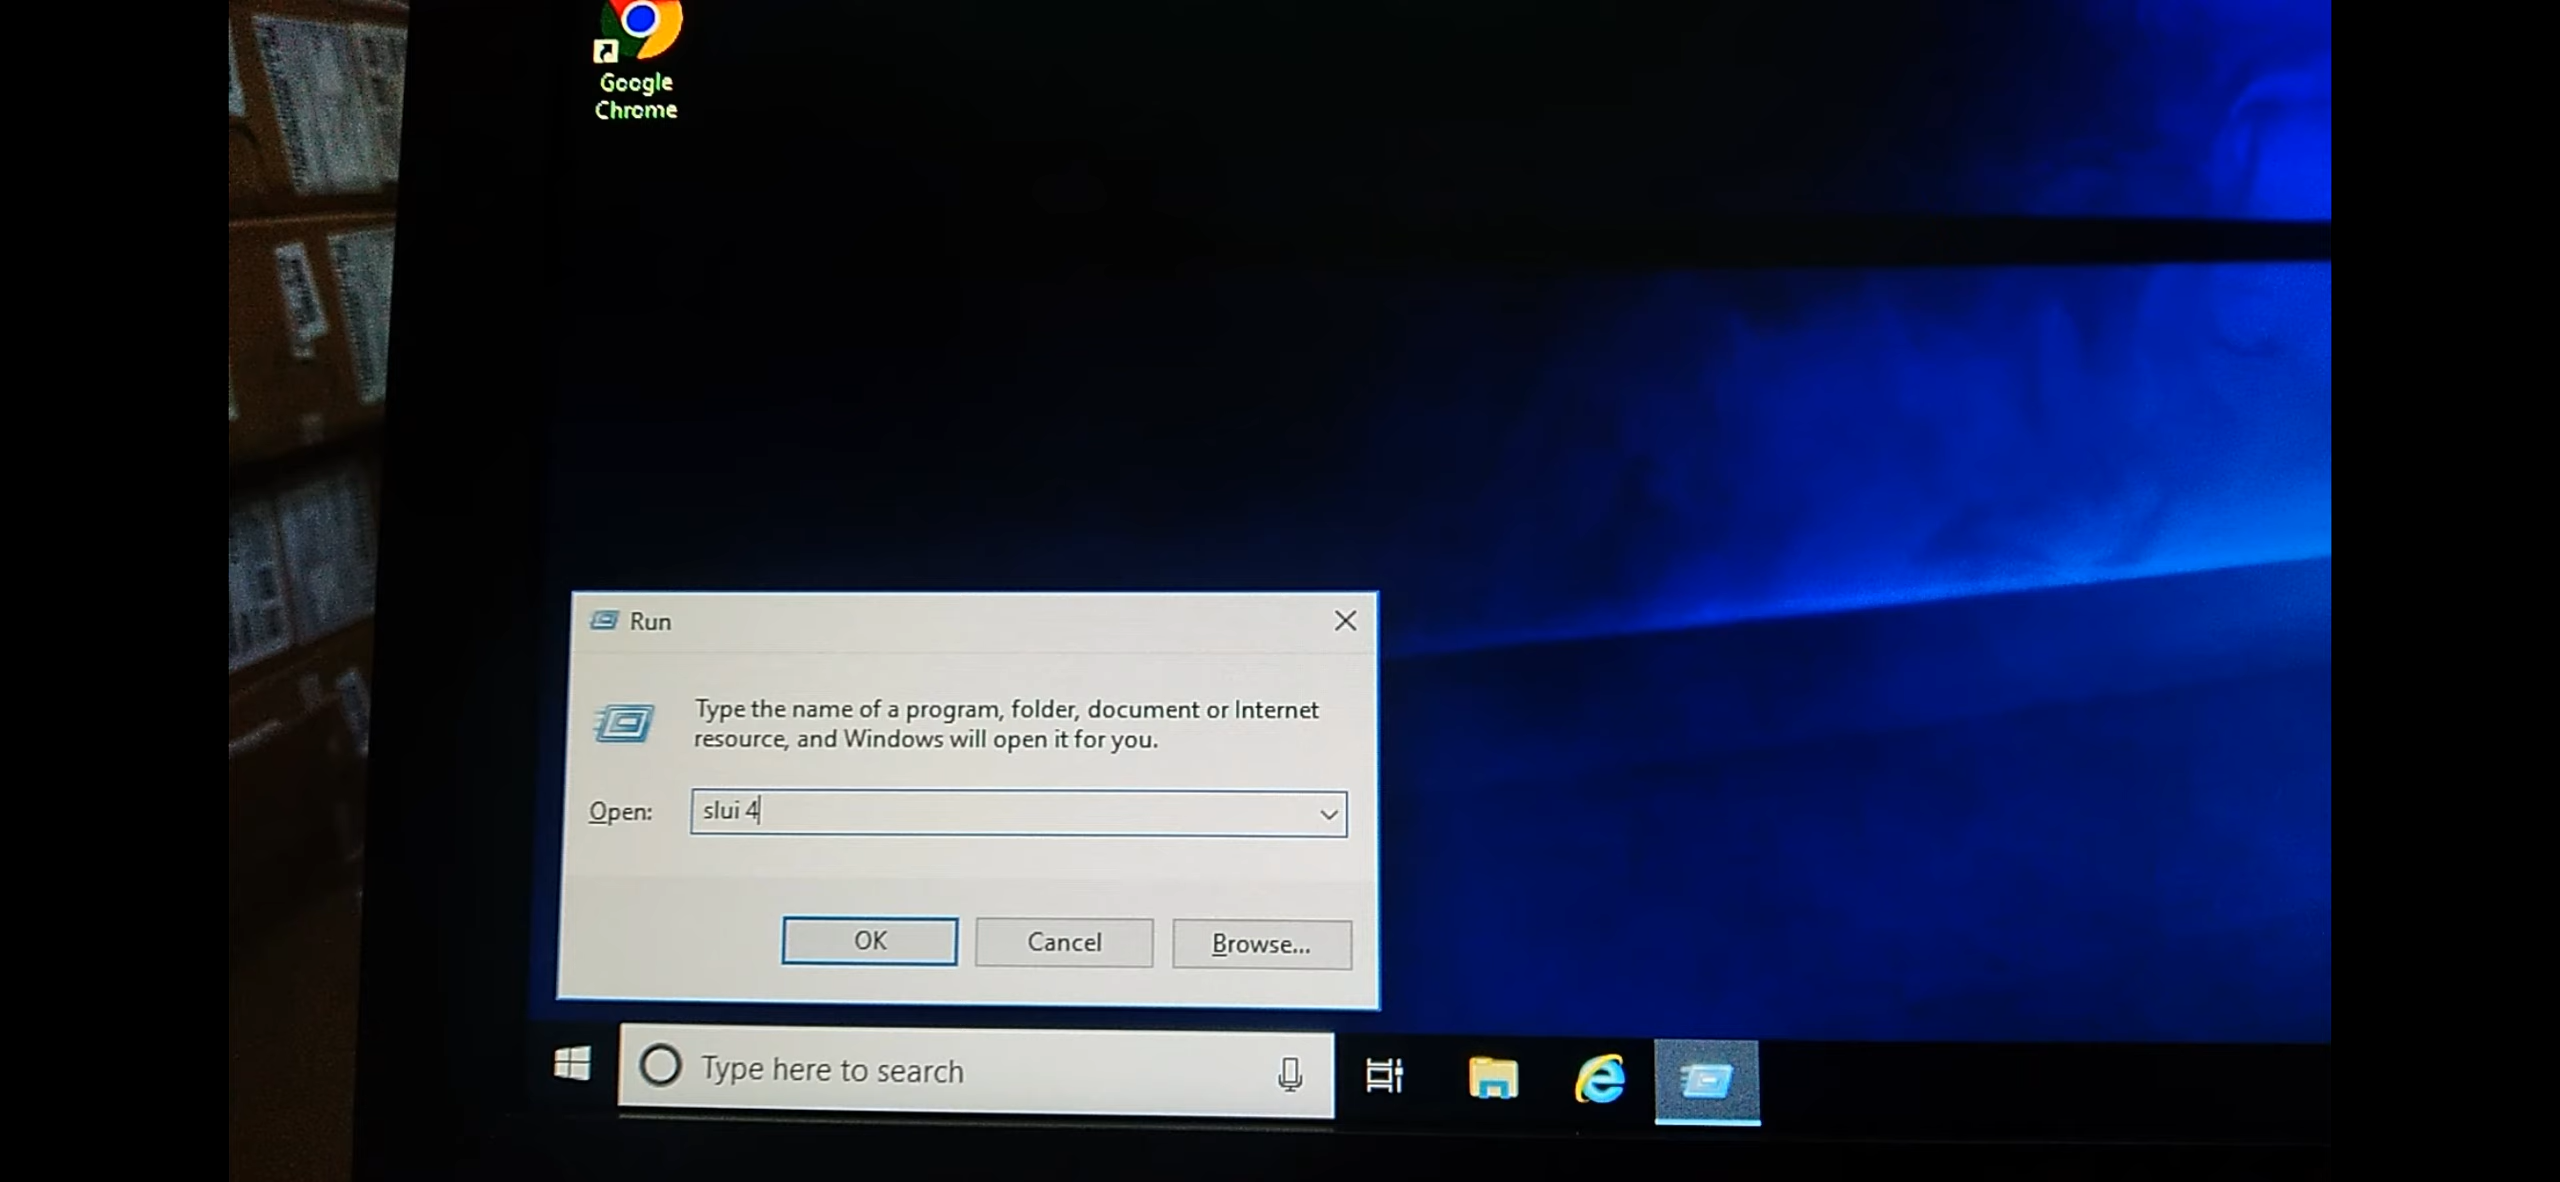 Google
Chrome
Run
Type the name of a program, folder, document or Internet
resource, and Windows will open it for you.
Open: slui 4
OK Cancel Browse...
Type here to search